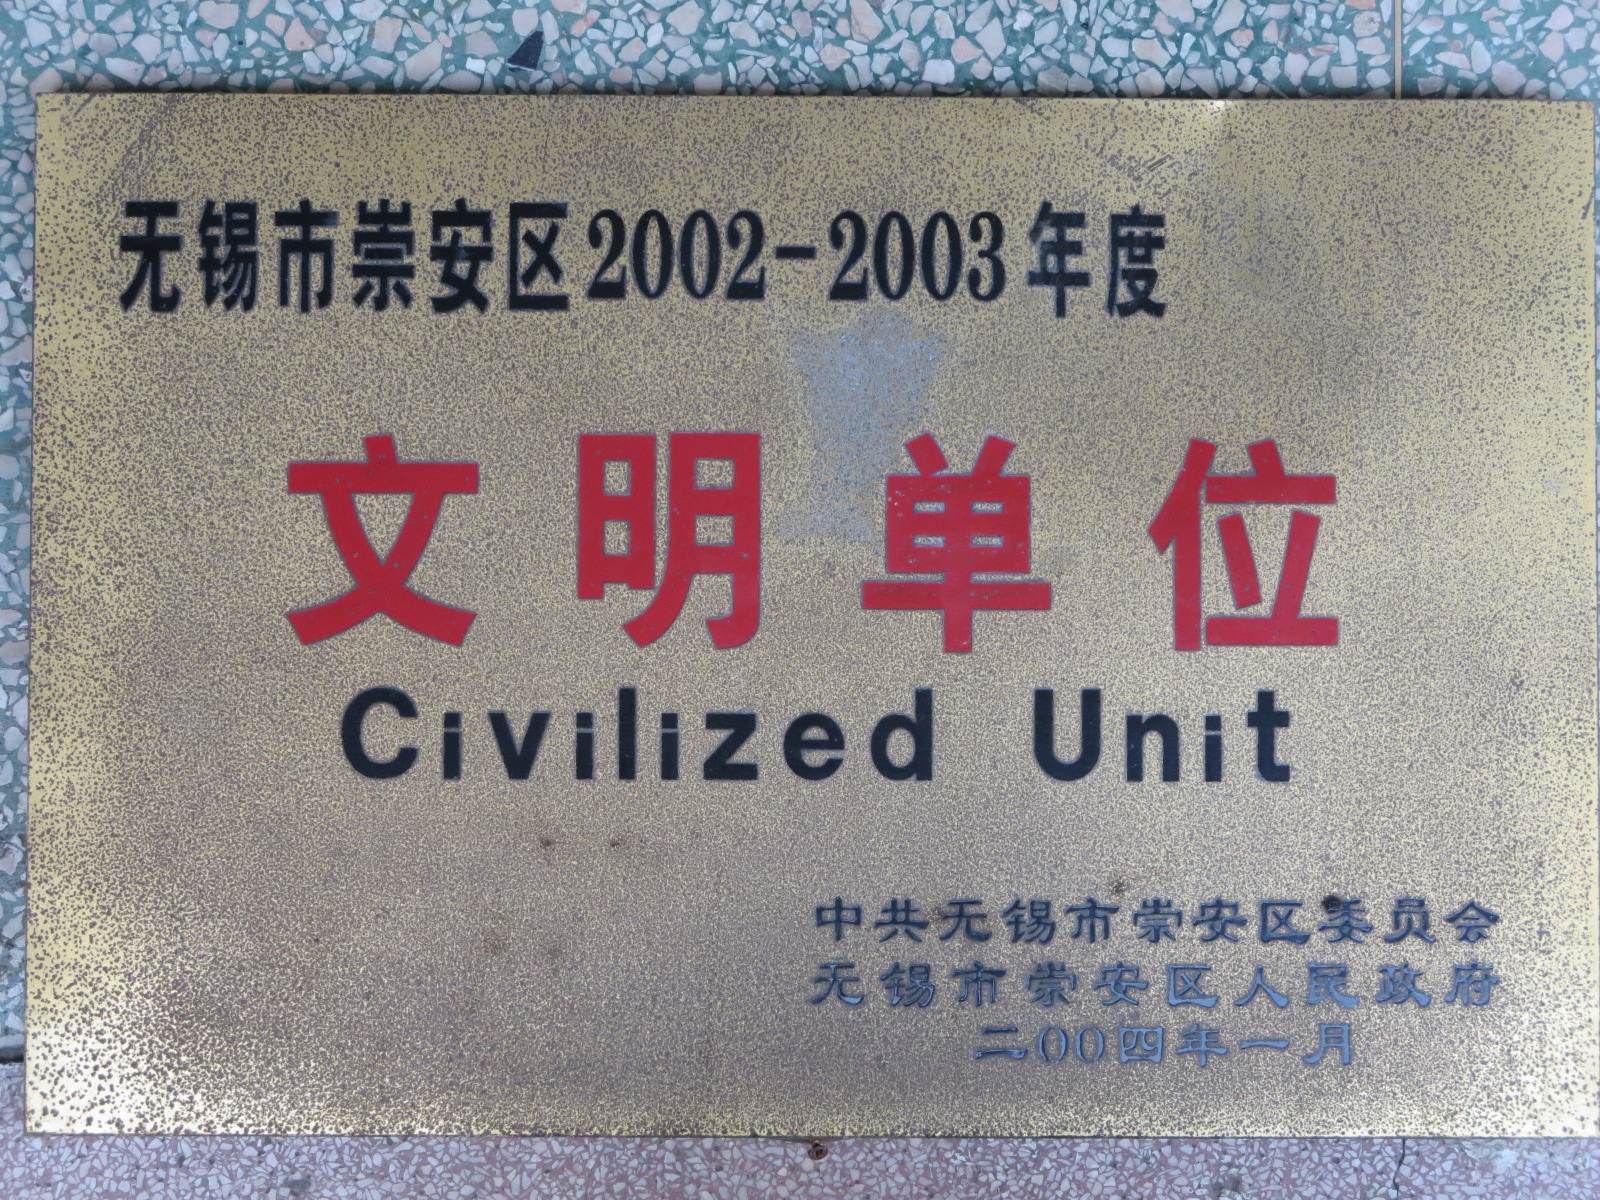 无锡市崇安区2002-2003年度
文明单位
Civilized Unit
中共无锡市崇安区委员会
无锡市崇安区人民政府
二〇〇四年一月